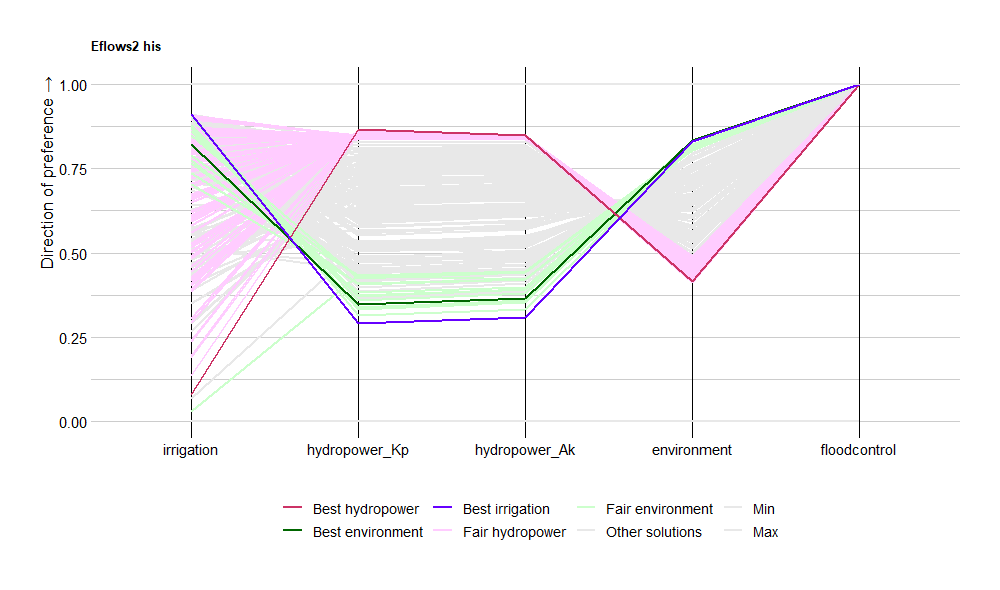 Eflows2 his
Direction of preference →
1.00
0.75
0.50
0.25
0.00
irrigation hydropower_Kp hydropower_Ak environment floodcontrol
Best hydropower Best irrigation Fair environment Min
Best environment Fair hydropower Other solutions Max